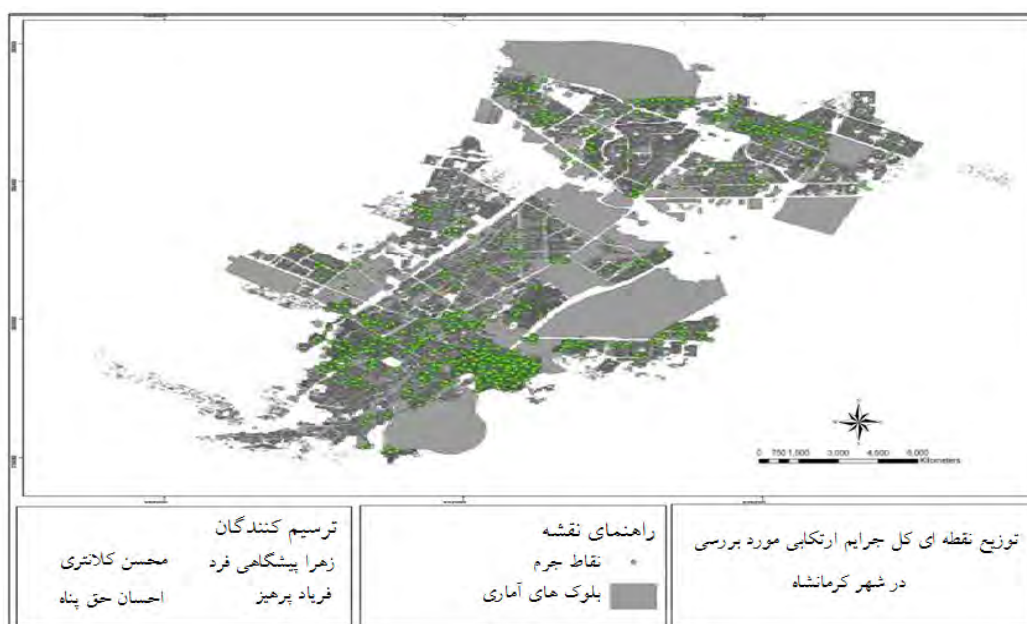 0 750 1,500 3,000 4,500 6,000
Kilometers
توزیع نقطه ای کل جرایم ارتکابی مورد بررسی
در شهر کرمانشاه
راهنمای نقشه
نقاط جرم
بلوک های آماری
ترسیم کنندگان
زهرا پیشگاهی فرد
محسن کلانتری
فریاد پرهیز
احسان حق پناه